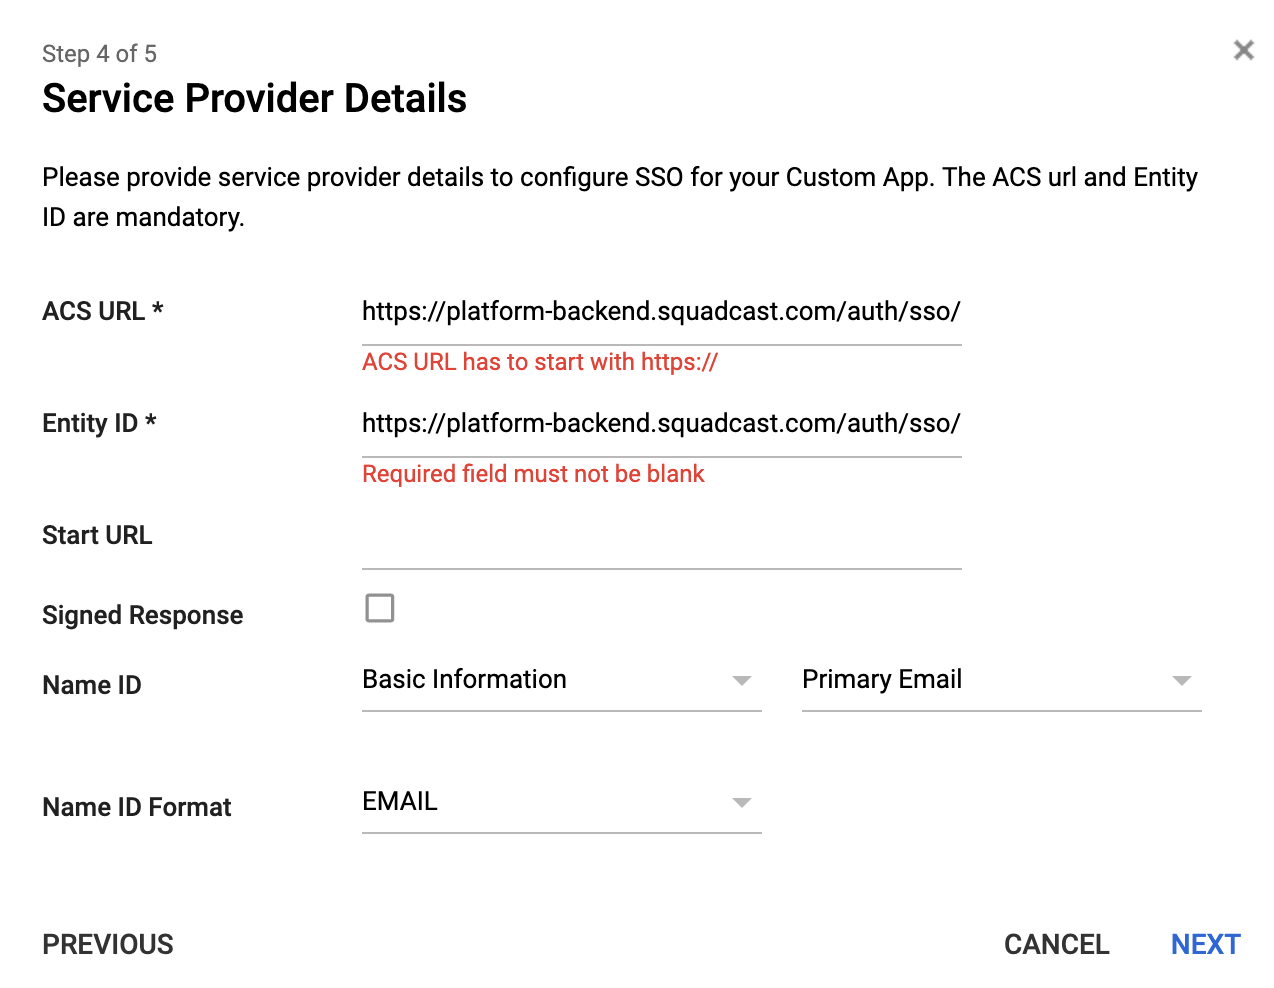 Step 4 of 5
Service Provider Details
Please provide service provider details to configure SSO for your Custom App. The ACS url and Entity
ID are mandatory.
ACS URL * https://platform-backend.squadcast.com/auth/sso/
ACS URL has to start with https://
Entity ID * https://platform-backend.squadcast.com/auth/sso/
Required field must not be blank
Start URL
Signed Response
Name ID Basic Information Primary Email
Name ID Format EMAIL
PREVIOUS CANCEL NEXT